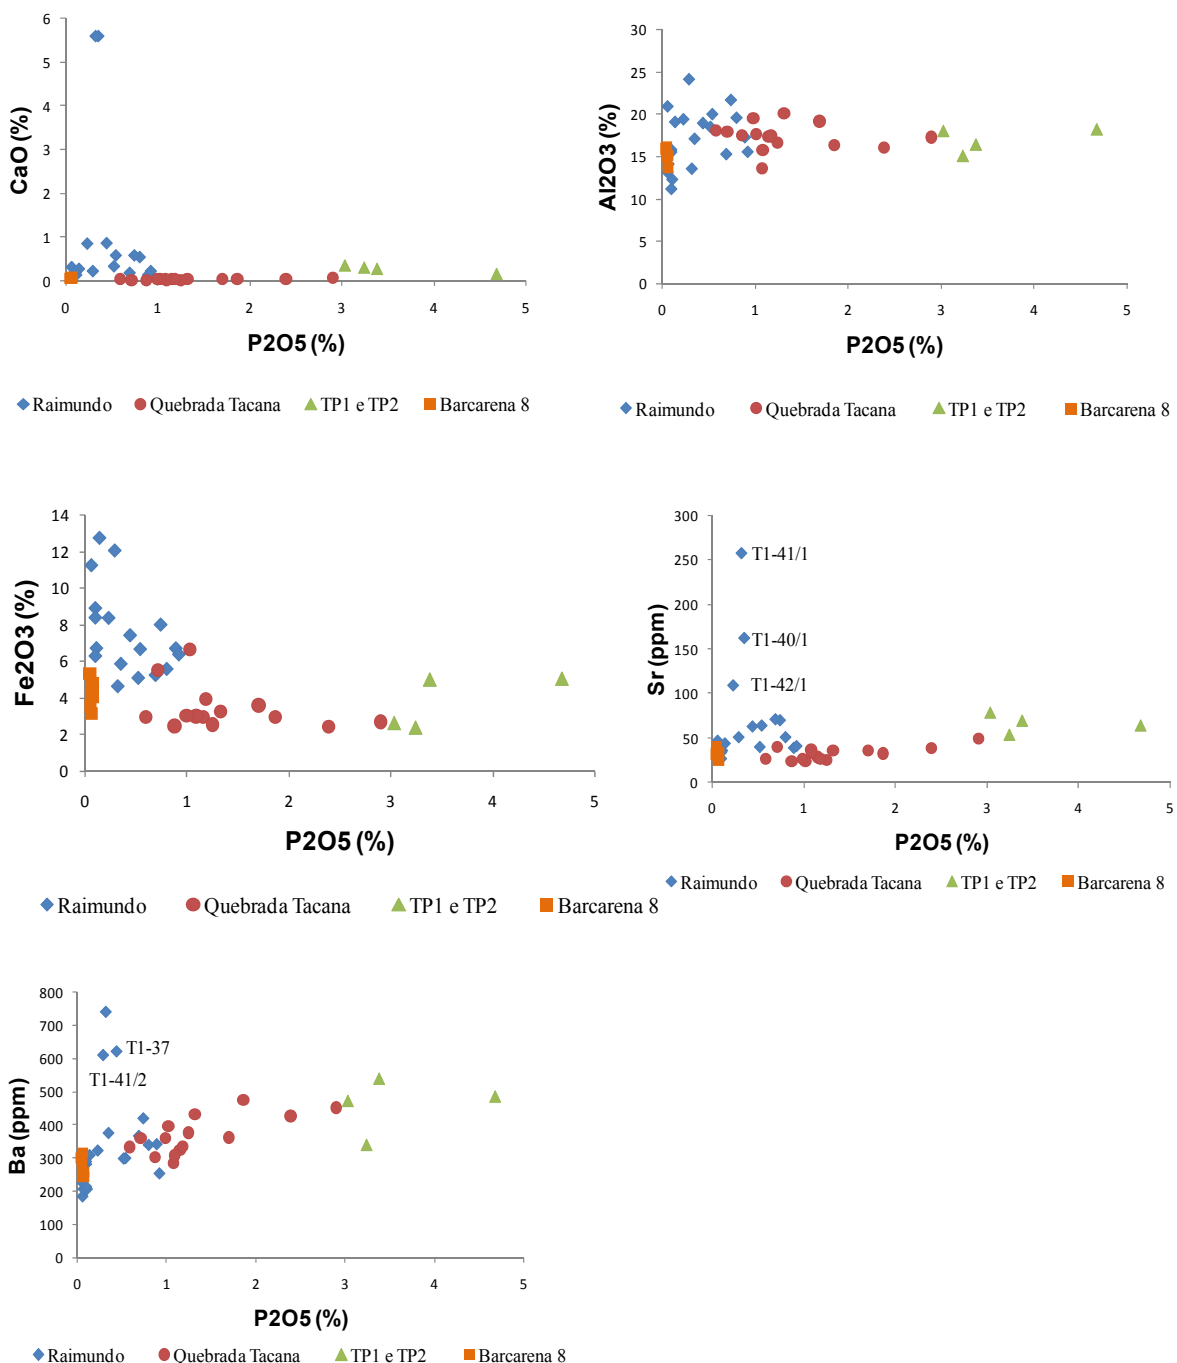 6
5
4
3
2
1
0
0 1 2 3 4 5
CaO (%)
P2O5 (%)
Raimundo Quebrada Tacana TP1 e TP2 Barcarena 8
30
25
20
15
10
5
0
0 1 2 3 4 5
Al2O3 (%)
P2O5 (%)
Raimundo Quebrada Tacana TP1 e TP2 Barcarena 8
14
12
10
8
6
4
2
0
0 1 2 3 4 5
Fe2O3 (%)
P2O5 (%)
Raimundo Quebrada Tacana TP1 e TP2 Barcarena 8
300
250
200
150
100
50
0
0 1 2 3 4 5
Sr (ppm)
T1-41/1
T1-40/1
T1-42/1
P2O5 (%)
Raimundo Quebrada Tacana TP1 e TP2 Barcarena 8
800
700
600
500
400
300
200
100
0
0 1 2 3 4 5
Ba (ppm)
T1-37
T1-41/2
P2O5 (%)
Raimundo Quebrada Tacana TP1 e TP2 Barcarena 8